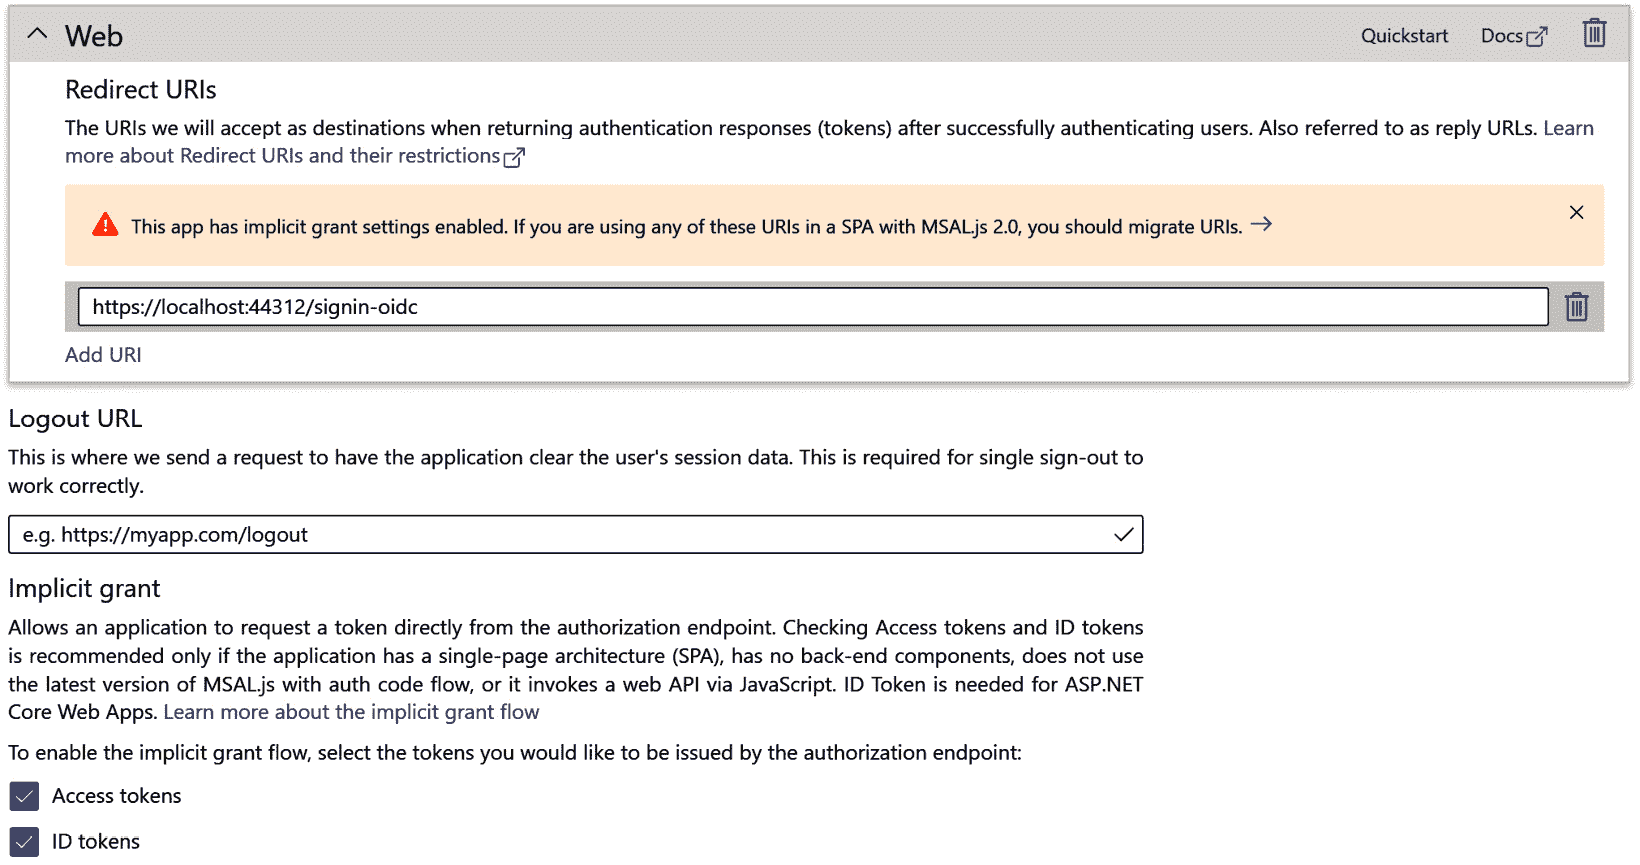 Web
Quickstart
Docs
Redirect URIs
The URIs we will accept as destinations when returning authentication responses (tokens) after successfully authenticating users. Also referred to as reply URLs. Learn
more about Redirect URIs and their restrictions
This app has implicit grant settings enabled. If you are using any of these URIs in a SPA with MSAL.js 2.0, you should migrate URIs.
https://localhost:44312/signin-oidc
Add URI
Logout URL
This is where we send a request to have the application clear the user's session data. This is required for single sign-out to
work correctly.
e.g. https://myapp.com/logout
Implicit grant
Allows an application to request a token directly from the authorization endpoint. Checking Access tokens and ID tokens
is recommended only if the application has a single-page architecture (SPA), has no back-end components, does not use
the latest version of MSAL.js with auth code flow, or it invokes a web API via JavaScript. ID Token is needed for ASP.NET
Core Web Apps. Learn more about the implicit grant flow
To enable the implicit grant flow, select the tokens you would like to be issued by the authorization endpoint:
Access tokens
ID tokens